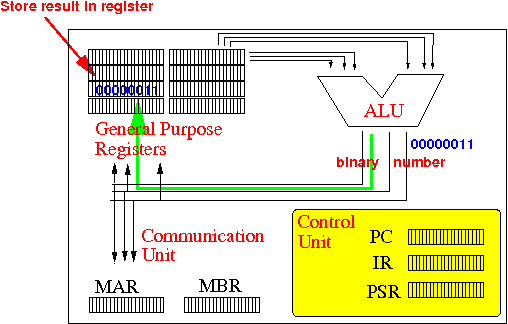 Store result in register
00000011
General Purpose
Registers
ALU
00000011
binary number
Communication
Unit
Control
Unit
PC
IR
PSR
MAR
MBR